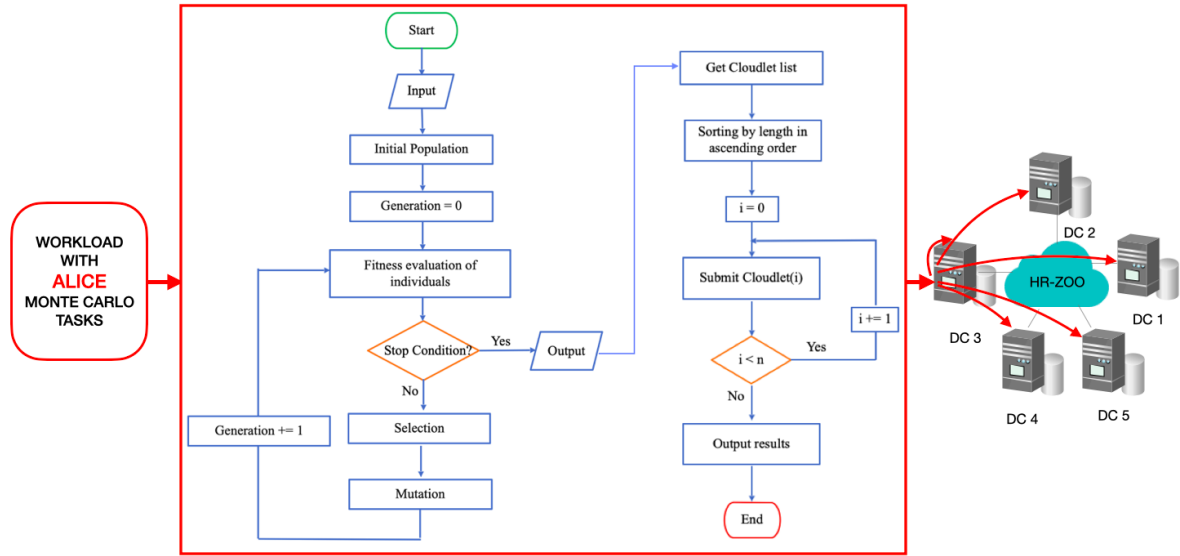 WORKLOAD
WITH
ALICE
MONTE CARLO
TASKS
Start
Input
Initial Population
Generation = 0
Fitness evaluation of
individuals
Stop Condition?
Yes
Output
No
Selection
Generation += 1
Mutation
Get Cloudlet list
Sorting by length in
ascending order
i = 0
Submit Cloudlet(i)
i += 1
i < n
Yes
No
Output results
End
DC 2
HR-ZOO
DC 1
DC 3
DC 4
DC 5